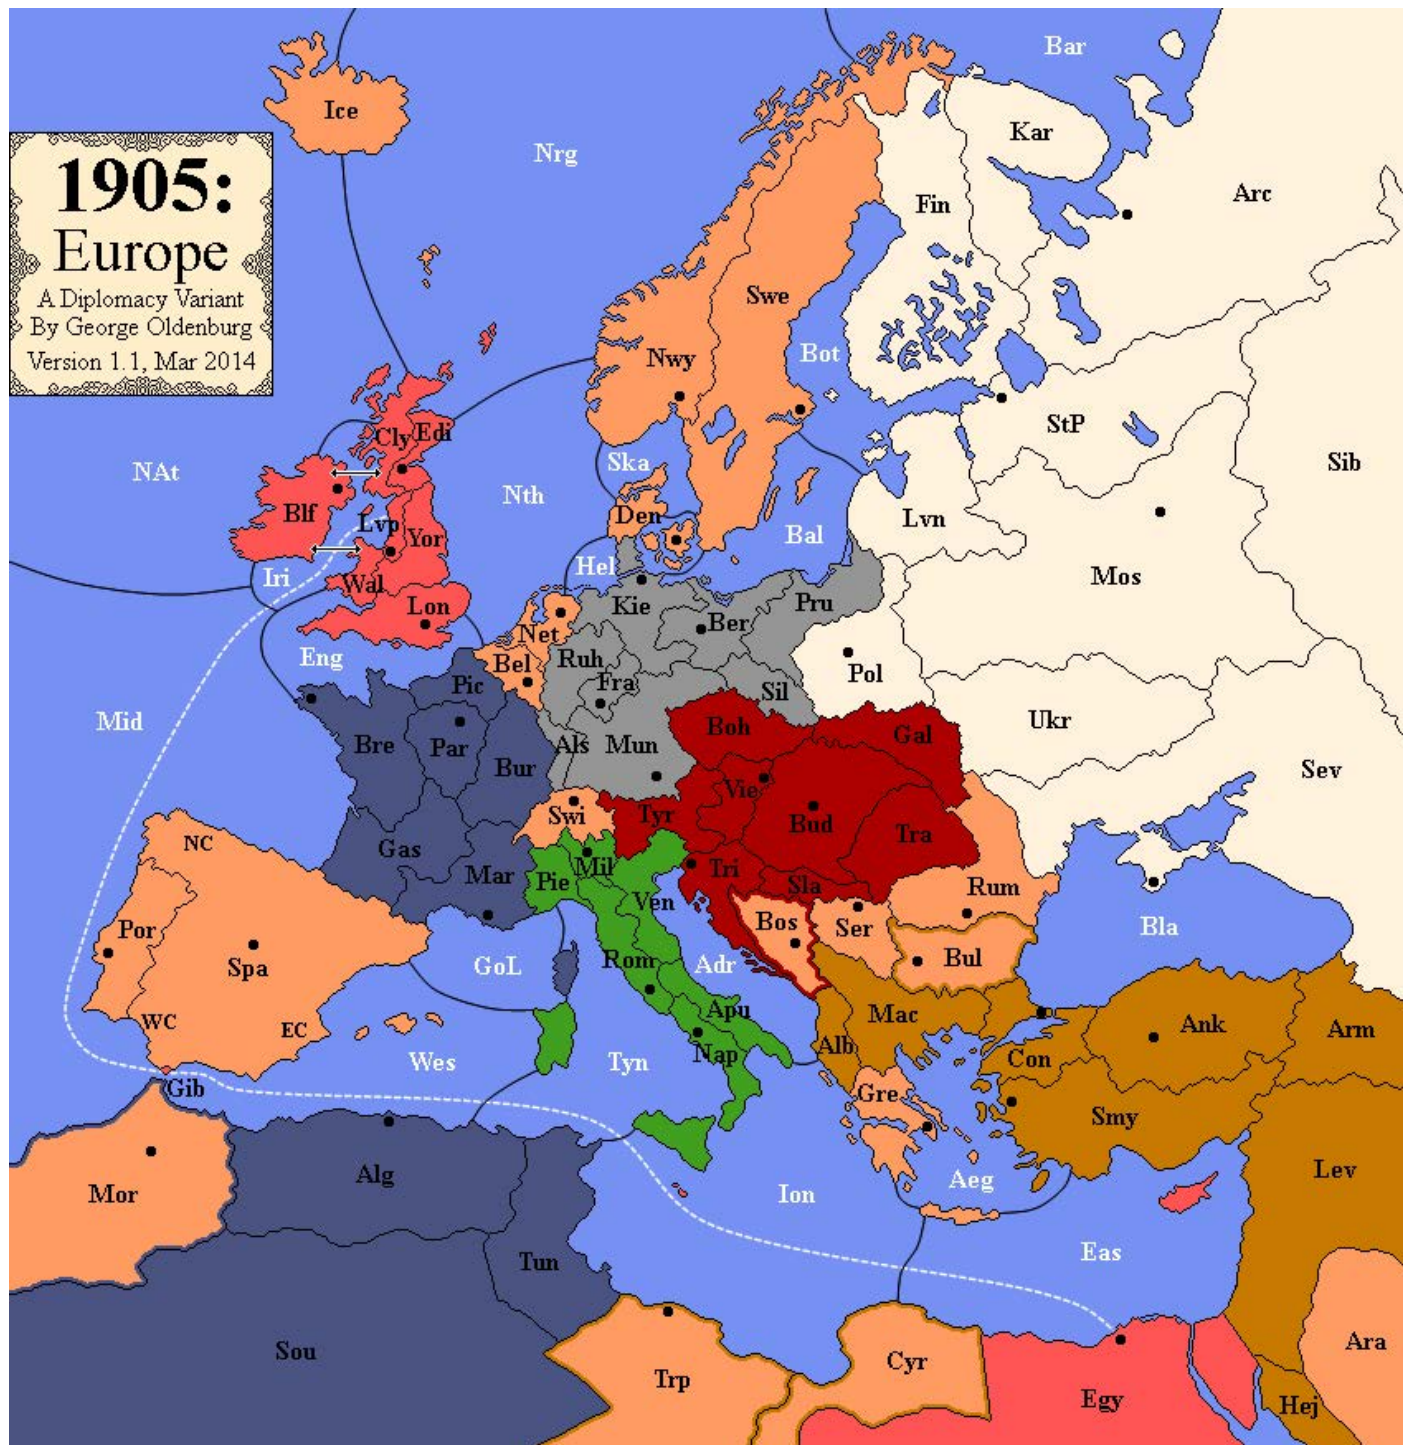 Bar
Ice
Kar
Nrg
1905:
Europe
A Diplomacy Variant
By George Oldenburg
Version 1.1, Mar 2014
Arc
Fin
Swe
Nwy
Bot
StP
Cly
Edi
Ska
Sib
NAt
Nth
Blf
Lvp
Yor
Den
Bal
Lvn
Iri
Wal
Hel
Mos
Lon
Kie
Ber
Pru
Net
Eng
Bel
Ruh
Fra
Sil
Pol
Pic
Mid
Bre
Par
Bur
Als
Mun
Boh
Gal
Ukr
Sev
Vie
NC
Gas
Swi
Tyr
Bud
Tra
Mar
Pie
Mil
Tri
Sla
Rum
Ven
Por
Bos
Ser
Bla
Spa
GoL
Rom
Adr
Bul
WC
EC
Apu
Mac
Ank
Arm
Wes
Tyn
Nap
Alb
Con
Gib
Gre
Smy
Mor
Alg
Ion
Aeg
Lev
Tun
Eas
Sou
Trp
Cyr
Ara
Egy
Hej